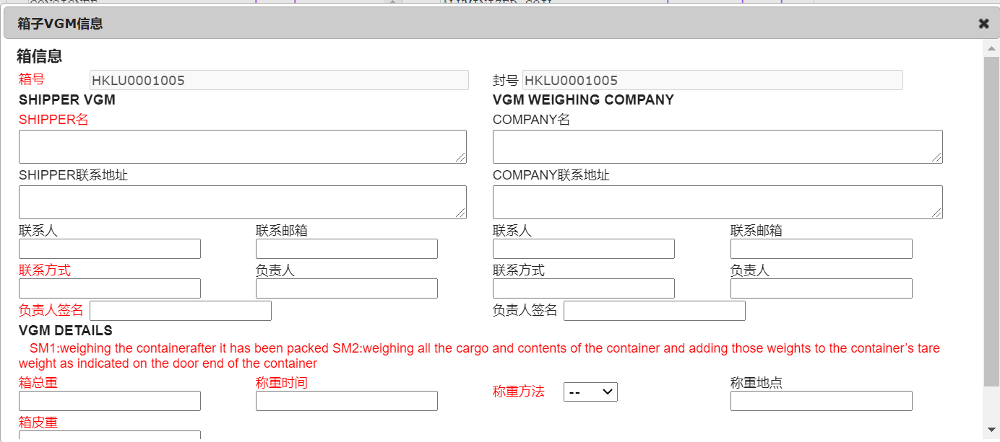 箱子VGM信息
箱信息
箱号 HKLU0001005 封号 HKLU0001005
SHIPPER VGM VGM WEIGHING COMPANY
SHIPPER名 COMPANY名
SHIPPER联系地址 COMPANY联系地址
联系人 联系邮箱 联系人 联系邮箱
联系方式 负责人 联系方式 负责人
负责人签名 负责人签名
VGM DETAILS
SM1:weighing the containerafter it has been packed SM2:weighing all the cargo and contents of the container and adding those weights to the container’s tare
weight as indicated on the door end of the container
箱总重 称重时间 称重方法 -- 称重地点
箱皮重